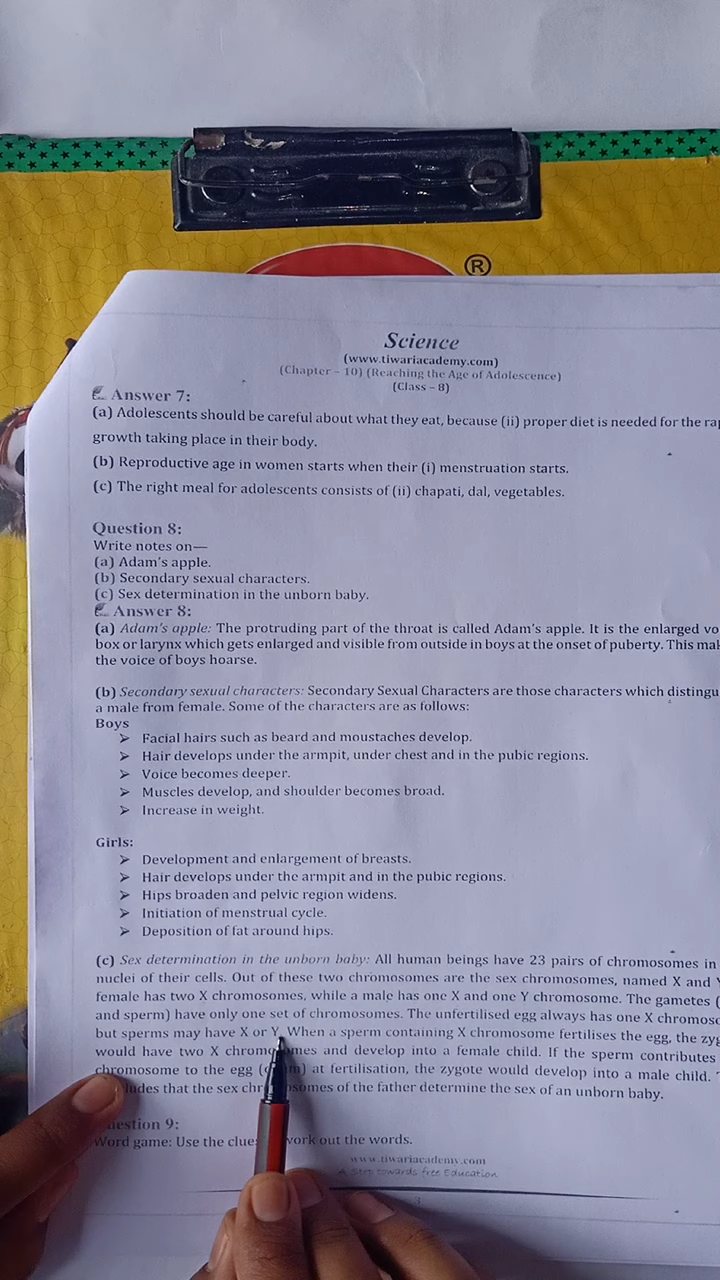 ®
Science
(www.tiwariacademy.com)
(Chapter – 10) (Reaching the Age of Adolescence)
(Class – 8)
Answer 7:
(a) Adolescents should be careful about what they eat, because (ii) proper diet is needed for the
growth taking place in their body.
(b) Reproductive age in women starts when their (i) menstruation starts.
(c) The right meal for adolescents consists of (ii) chapati, dal, vegetables.
Question 8:
Write notes on—
(a) Adam's apple.
(b) Secondary sexual characters.
(c) Sex determination in the unborn baby.
Answer 8:
(a) Adam's apple: The protruding part of the throat is called Adam's apple. It is the enlarged
box or larynx which gets enlarged and visible from outside in boys at the onset of puberty. This
the voice of boys hoarse.
(b) Secondary sexual characters: Secondary Sexual Characters are those characters which
a male from female. Some of the characters are as follows:
Boys
➢ Facial hairs such as beard and moustaches develop.
➢ Hair develops under the armpit, under chest and in the pubic regions.
➢ Voice becomes deeper.
➢ Muscles develop, and shoulder becomes broad.
➢ Increase in weight.
Girls:
➢ Development and enlargement of breasts.
➢ Hair develops under the armpit and in the pubic regions.
➢ Hips broaden and pelvic region widens.
➢ Initiation of menstrual cycle.
➢ Deposition of fat around hips.
(c) Sex determination in the unborn baby: All human beings have 23 pairs of chromosomes in
nuclei of their cells. Out of these two chromosomes are the sex chromosomes, named X and
female has two X chromosomes, while a male has one X and one Y chromosome. The gametes (
and sperm) have only one set of chromosomes. The unfertilised egg always has one X
but sperms may have X or Y. When a sperm containing X chromosome fertilises the egg, the
would have two X and develop into a female child. If the sperm contributes
chromosome to the egg at fertilisation, the zygote would develop into a male child.
that the sex of the father determine the sex of an unborn baby.
9:
Word game: Use the work out the words.
www.tiwariacademy.com
A Step towards free Education
3